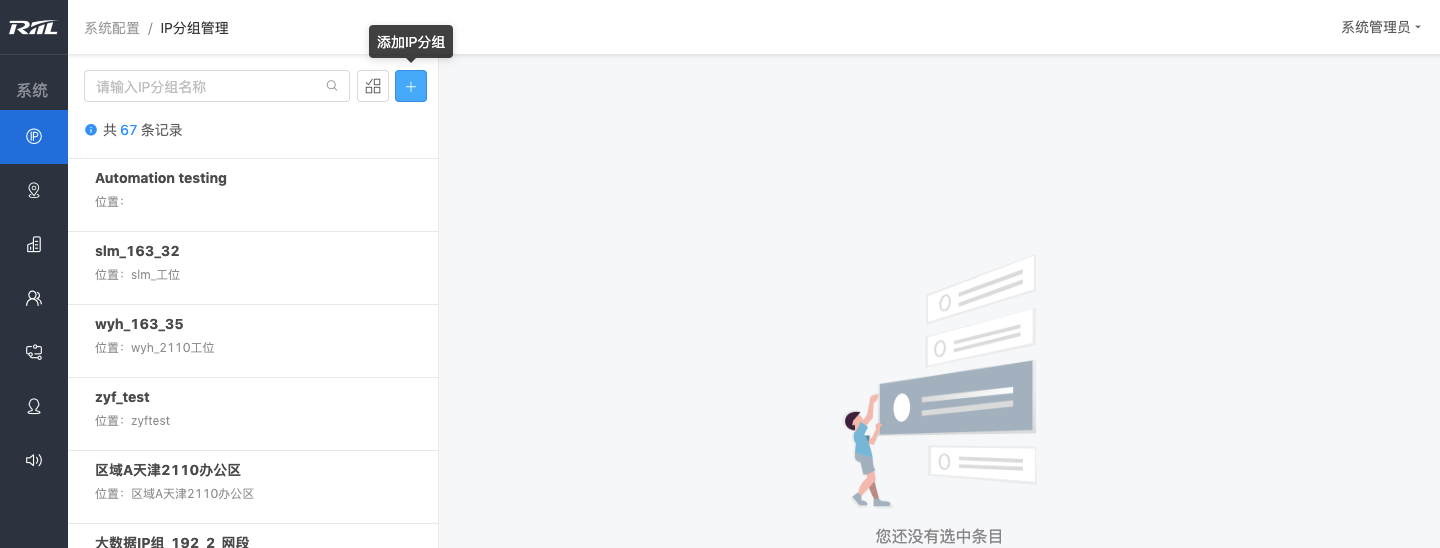 RIIL
系统配置 / IP分组管理
系统管理员
添加IP分组
系统
请输入IP分组名称
共 67 条记录
IP
Automation testing
位置：
slm_163_32
位置：slm_工位
wyh_163_35
位置：wyh_2110工位
zyf_test
位置：zyftest
区域A天津2110办公区
位置：区域A天津2110办公区
大数据IP组_192_2_网段
您还没有选中条目